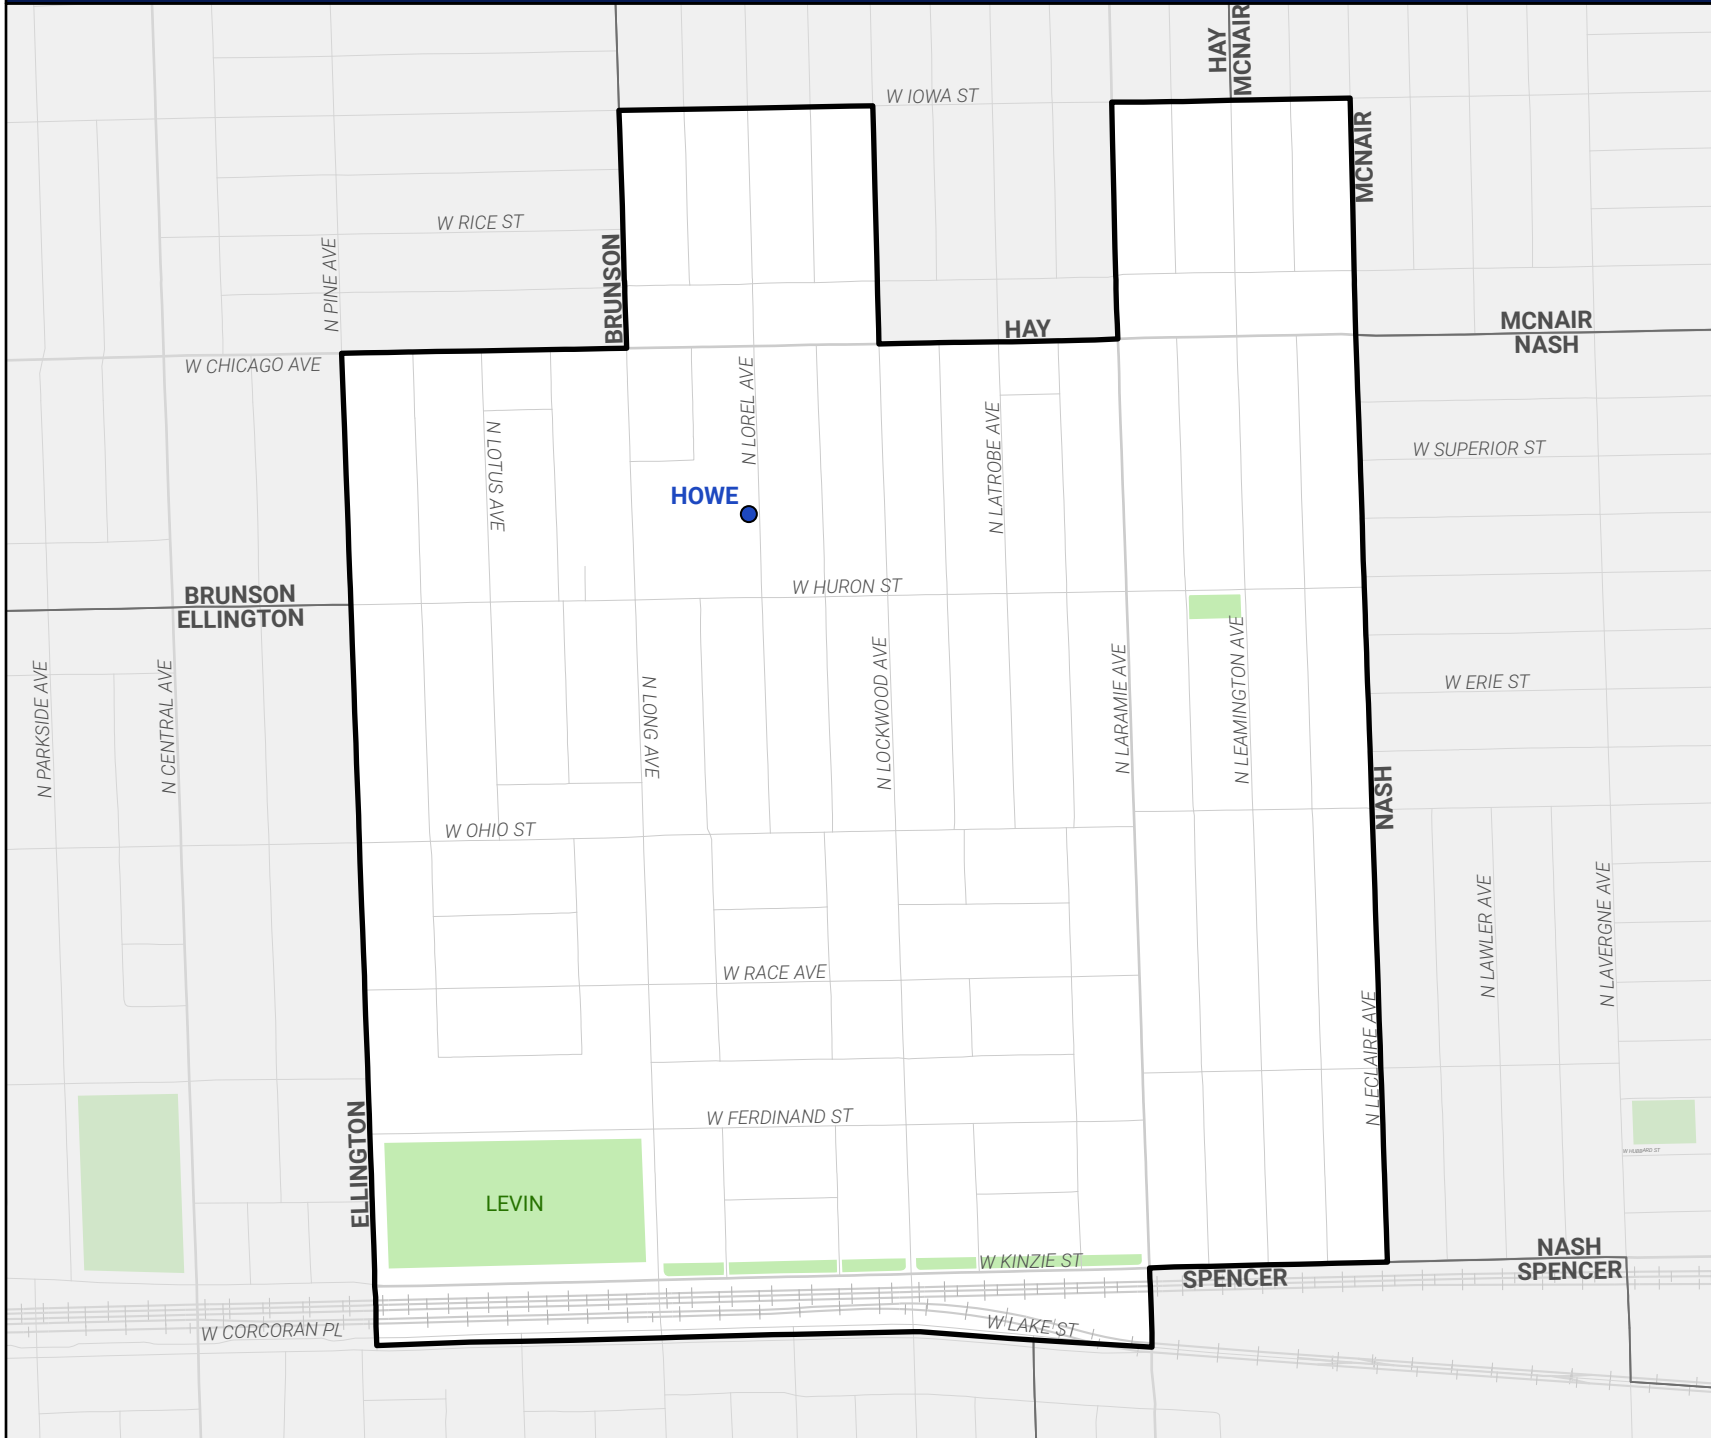 HAY
MCNAIR
W IOWA ST
MCNAIR
W RICE ST
N PINE AVE
BRUNSON
HAY
MCNAIR
NASH
W CHICAGO AVE
N LOREL AVE
N LOTUS AVE
N LATROBE AVE
W SUPERIOR ST
HOWE
W HURON ST
BRUNSON
ELLINGTON
N PARKSIDE AVE
N CENTRAL AVE
N LONG AVE
N LOCKWOOD AVE
N LARAMIE AVE
N LEAMINGTON AVE
W ERIE ST
NASH
W OHIO ST
N LAWLER AVE
N LAVERGNE AVE
W RACE AVE
N LECLAIRE AVE
W FERDINAND ST
ELLINGTON
W HUBBARD ST
LEVIN
W KINZIE ST
SPENCER
NASH
SPENCER
W CORCORAN PL
W LAKE ST